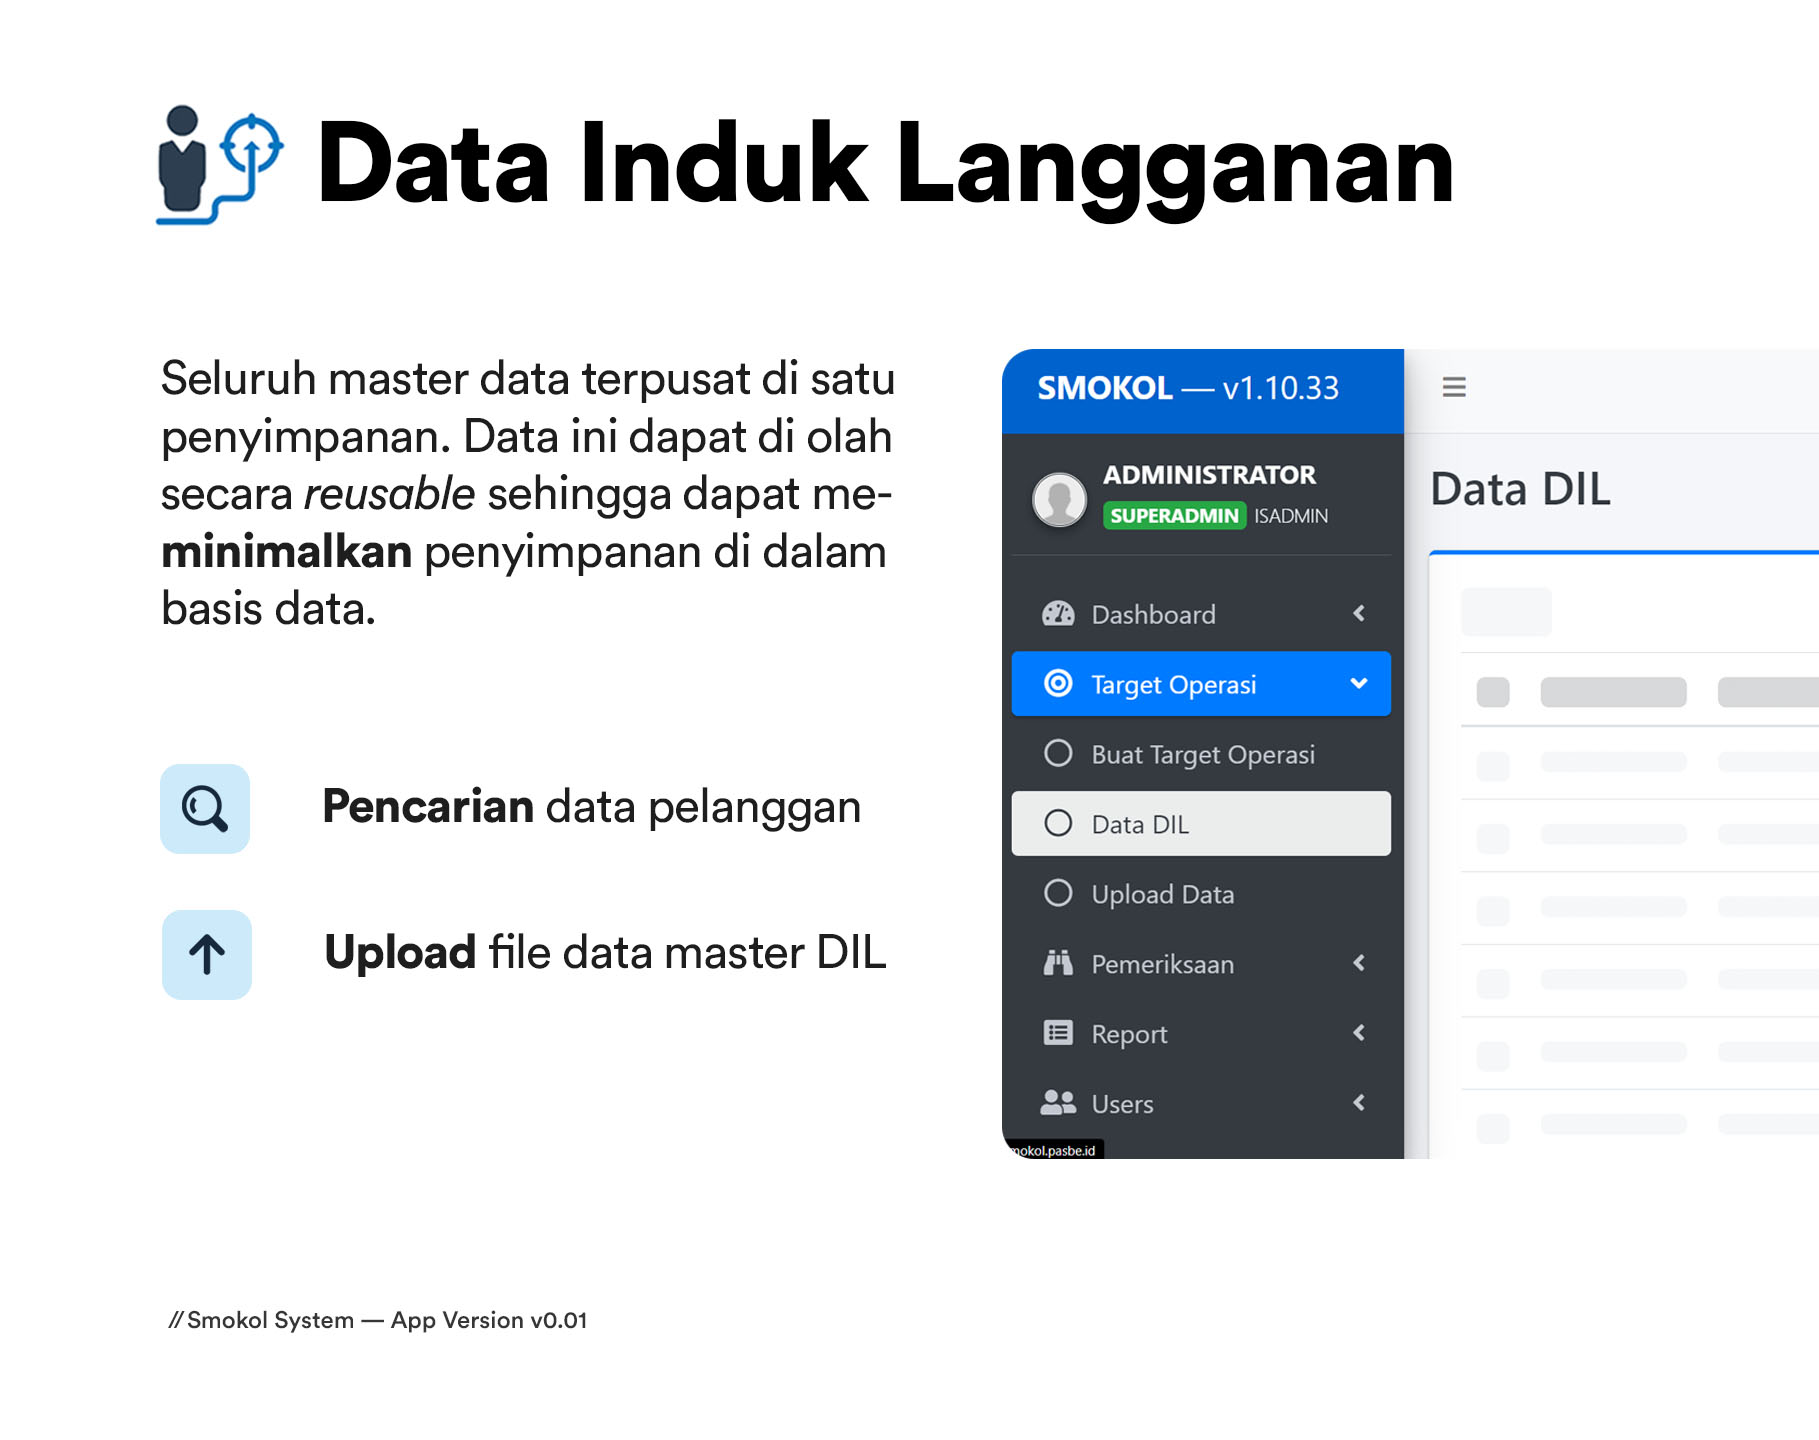 Data Induk Langganan
Seluruh master data terpusat di satu
penyimpanan. Data ini dapat di olah
secara reusable sehingga dapat me-
minimalkan penyimpanan di dalam
basis data.
Pencarian data pelanggan
Upload file data master DIL
SMOKOL — v1.10.33
ADMINISTRATOR
SUPERADMIN ISADMIN
Dashboard
Target Operasi
Buat Target Operasi
Data DIL
Upload Data
Pemeriksaan
Report
Users
mokol.pasbe.id
Data DIL
//Smokol System — App Version v0.01